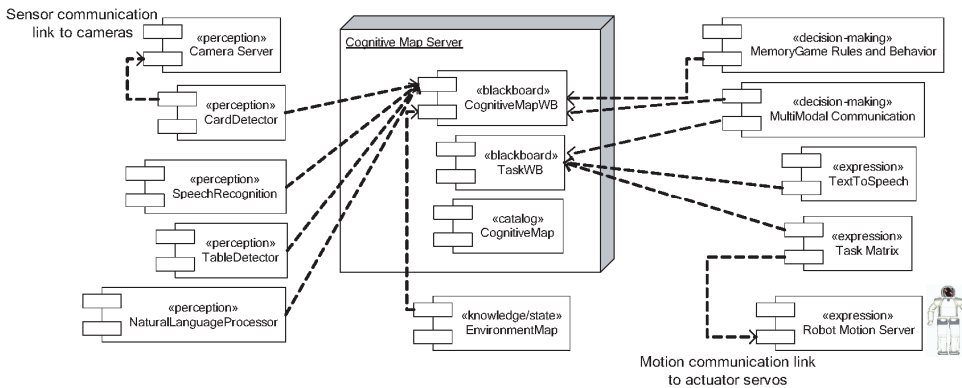 Sensor communication
link to cameras
«perception»
Camera Server
«perception»
CardDetector
«perception»
SpeechRecognition
«perception»
TableDetector
«perception»
NaturalLanguageProcessor
Cognitive Map Server
«blackboard»
CognitiveMapWB
«blackboard»
TaskWB
«catalog»
CognitiveMap
«knowledge/state»
EnvironmentMap
«decision-making»
MemoryGame Rules and Behavior
«decision-making»
MultiModal Communication
«expression»
TextToSpeech
«expression»
Task Matrix
«expression»
Robot Motion Server
Motion communication link
to actuator servos